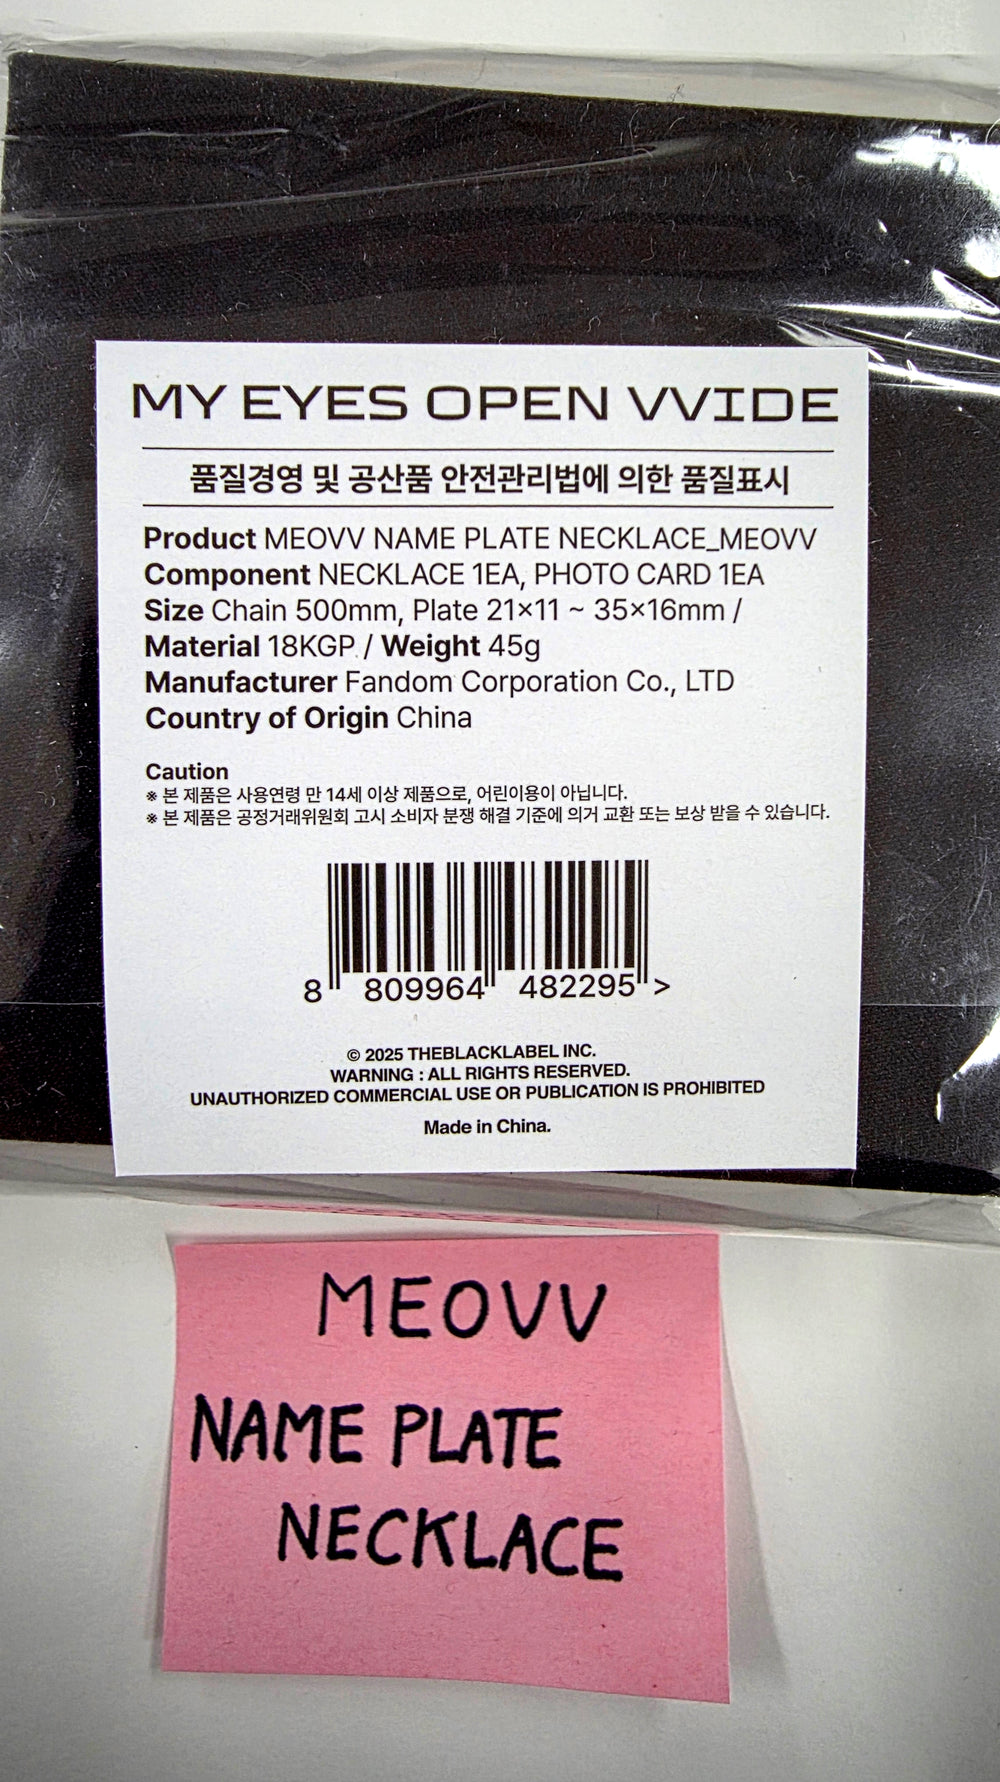 MY EYES OPEN VVIDE
품질경영 및 공산품 안전관리법에 의한 품질표시
Product MEOVV NAME PLATE NECKLACE_MEOVV
Component NECKLACE 1EA, PHOTO CARD 1EA
Size Chain 500mm, Plate 21×11 ~ 35×16mm /
Material 18KGP / Weight 45g
Manufacturer Fandom Corporation Co., LTD
Country of Origin China
Caution
※ 본 제품은 사용연령 만 14세 이상 제품으로, 어린이용이 아닙니다.
※ 본 제품은 공정거래위원회 고시 소비자 분쟁 해결 기준에 의거 교환 또는 보상 받을 수 있습니다.
8 809964 482295 >
© 2025 THEBLACKLABEL INC.
WARNING : ALL RIGHTS RESERVED.
UNAUTHORIZED COMMERCIAL USE OR PUBLICATION IS PROHIBITED
Made in China.
MEOVV
NAME PLATE
NECKLACE